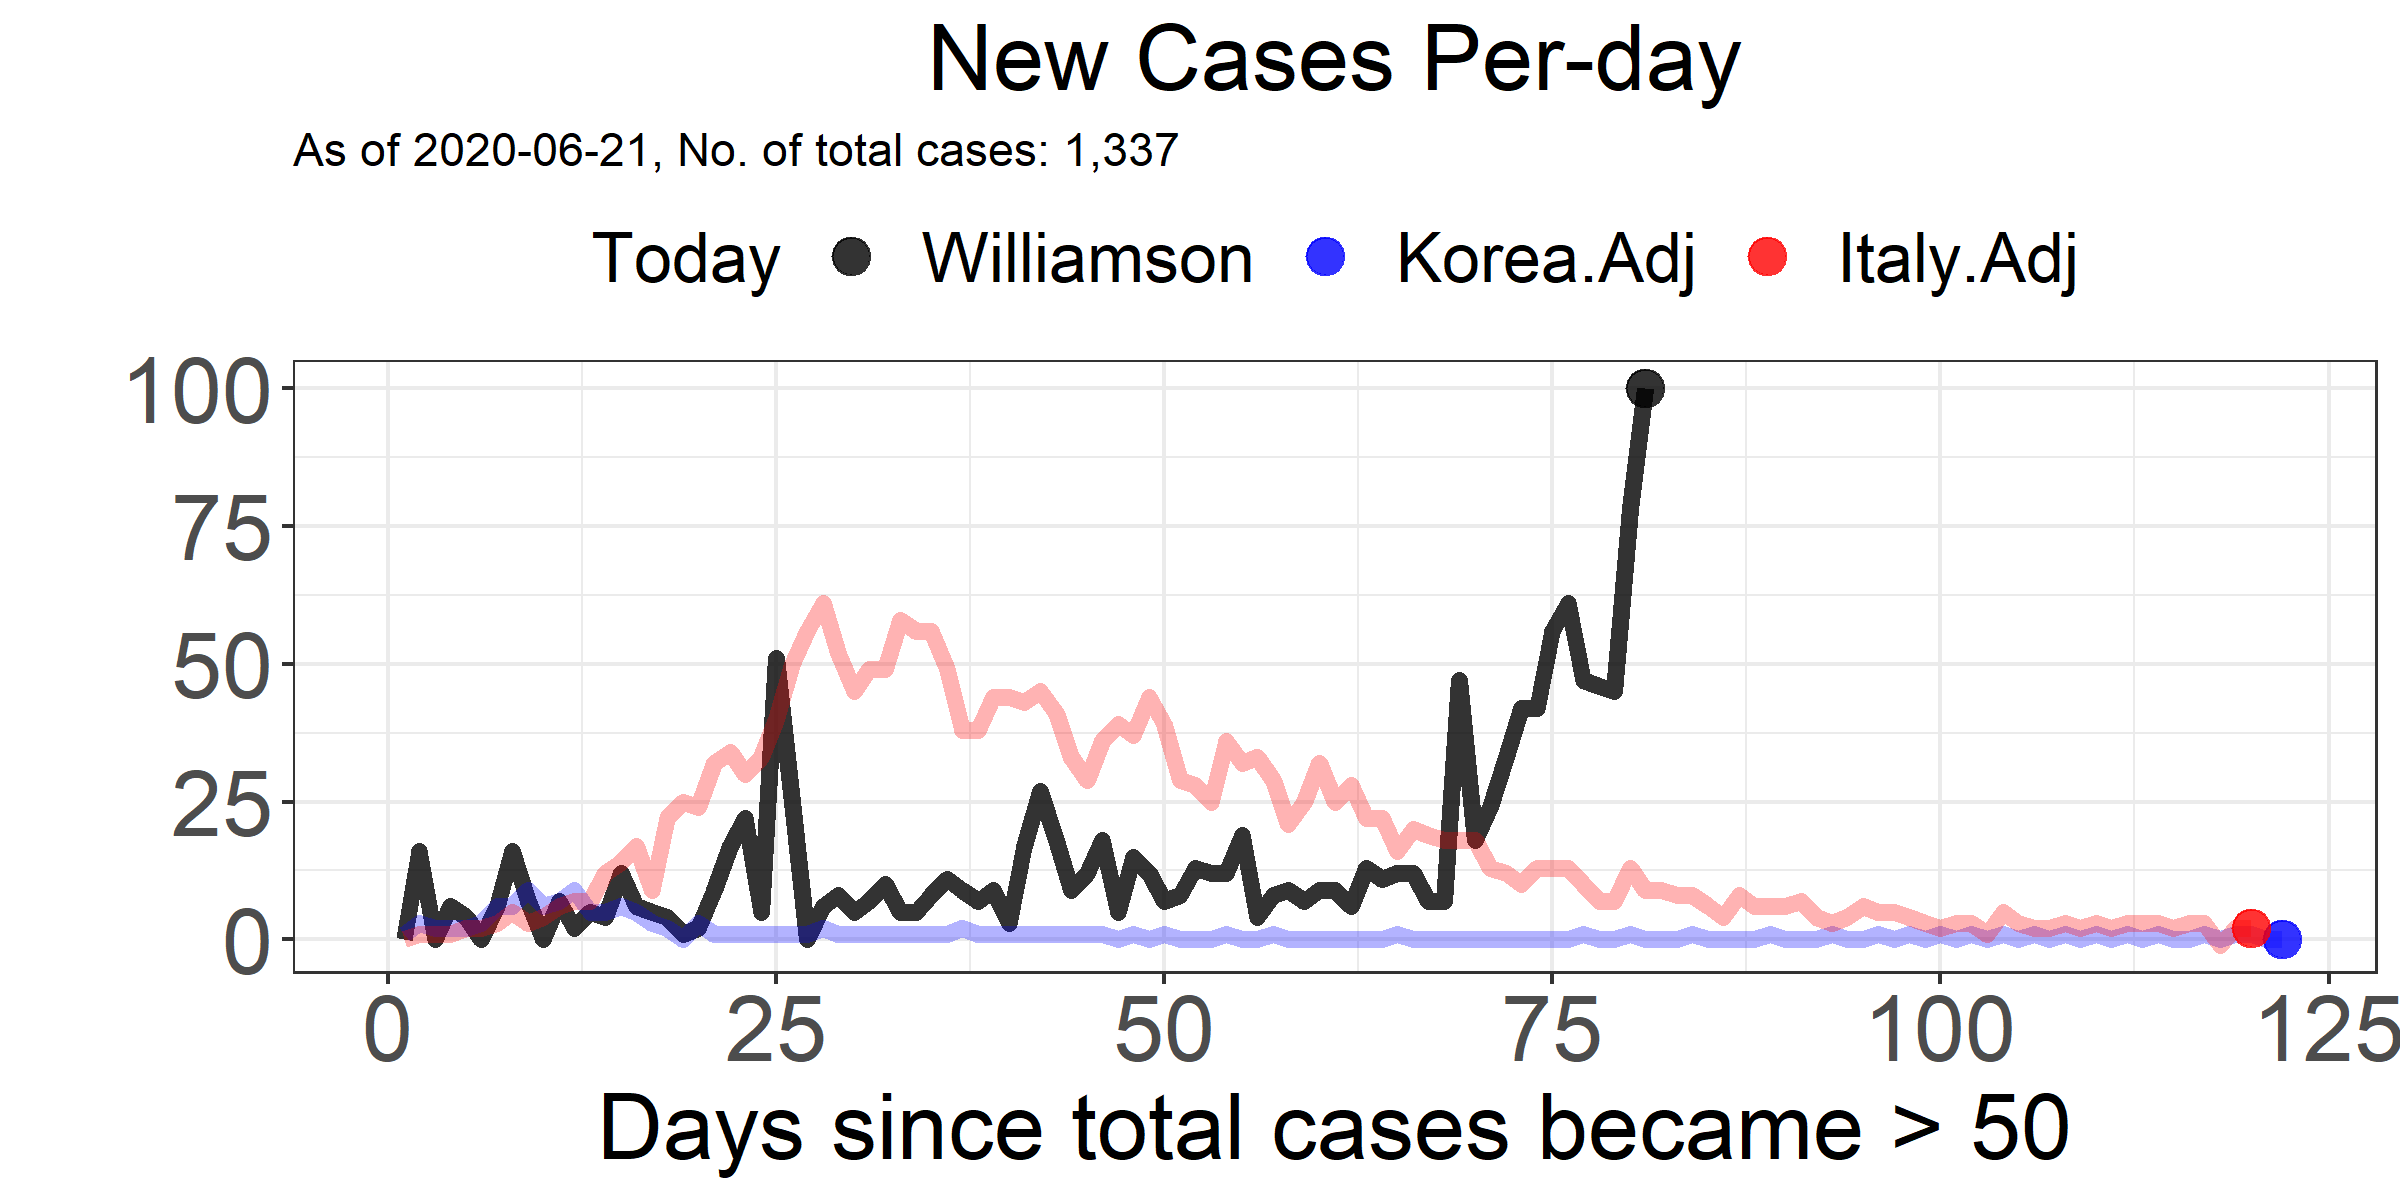 New Cases Per-day
As of 2020-06-21, No. of total cases: 1,337
Today Williamson Korea.Adj Italy.Adj
100
75
50
25
0
0 25 50 75 100 125
Days since total cases became > 50